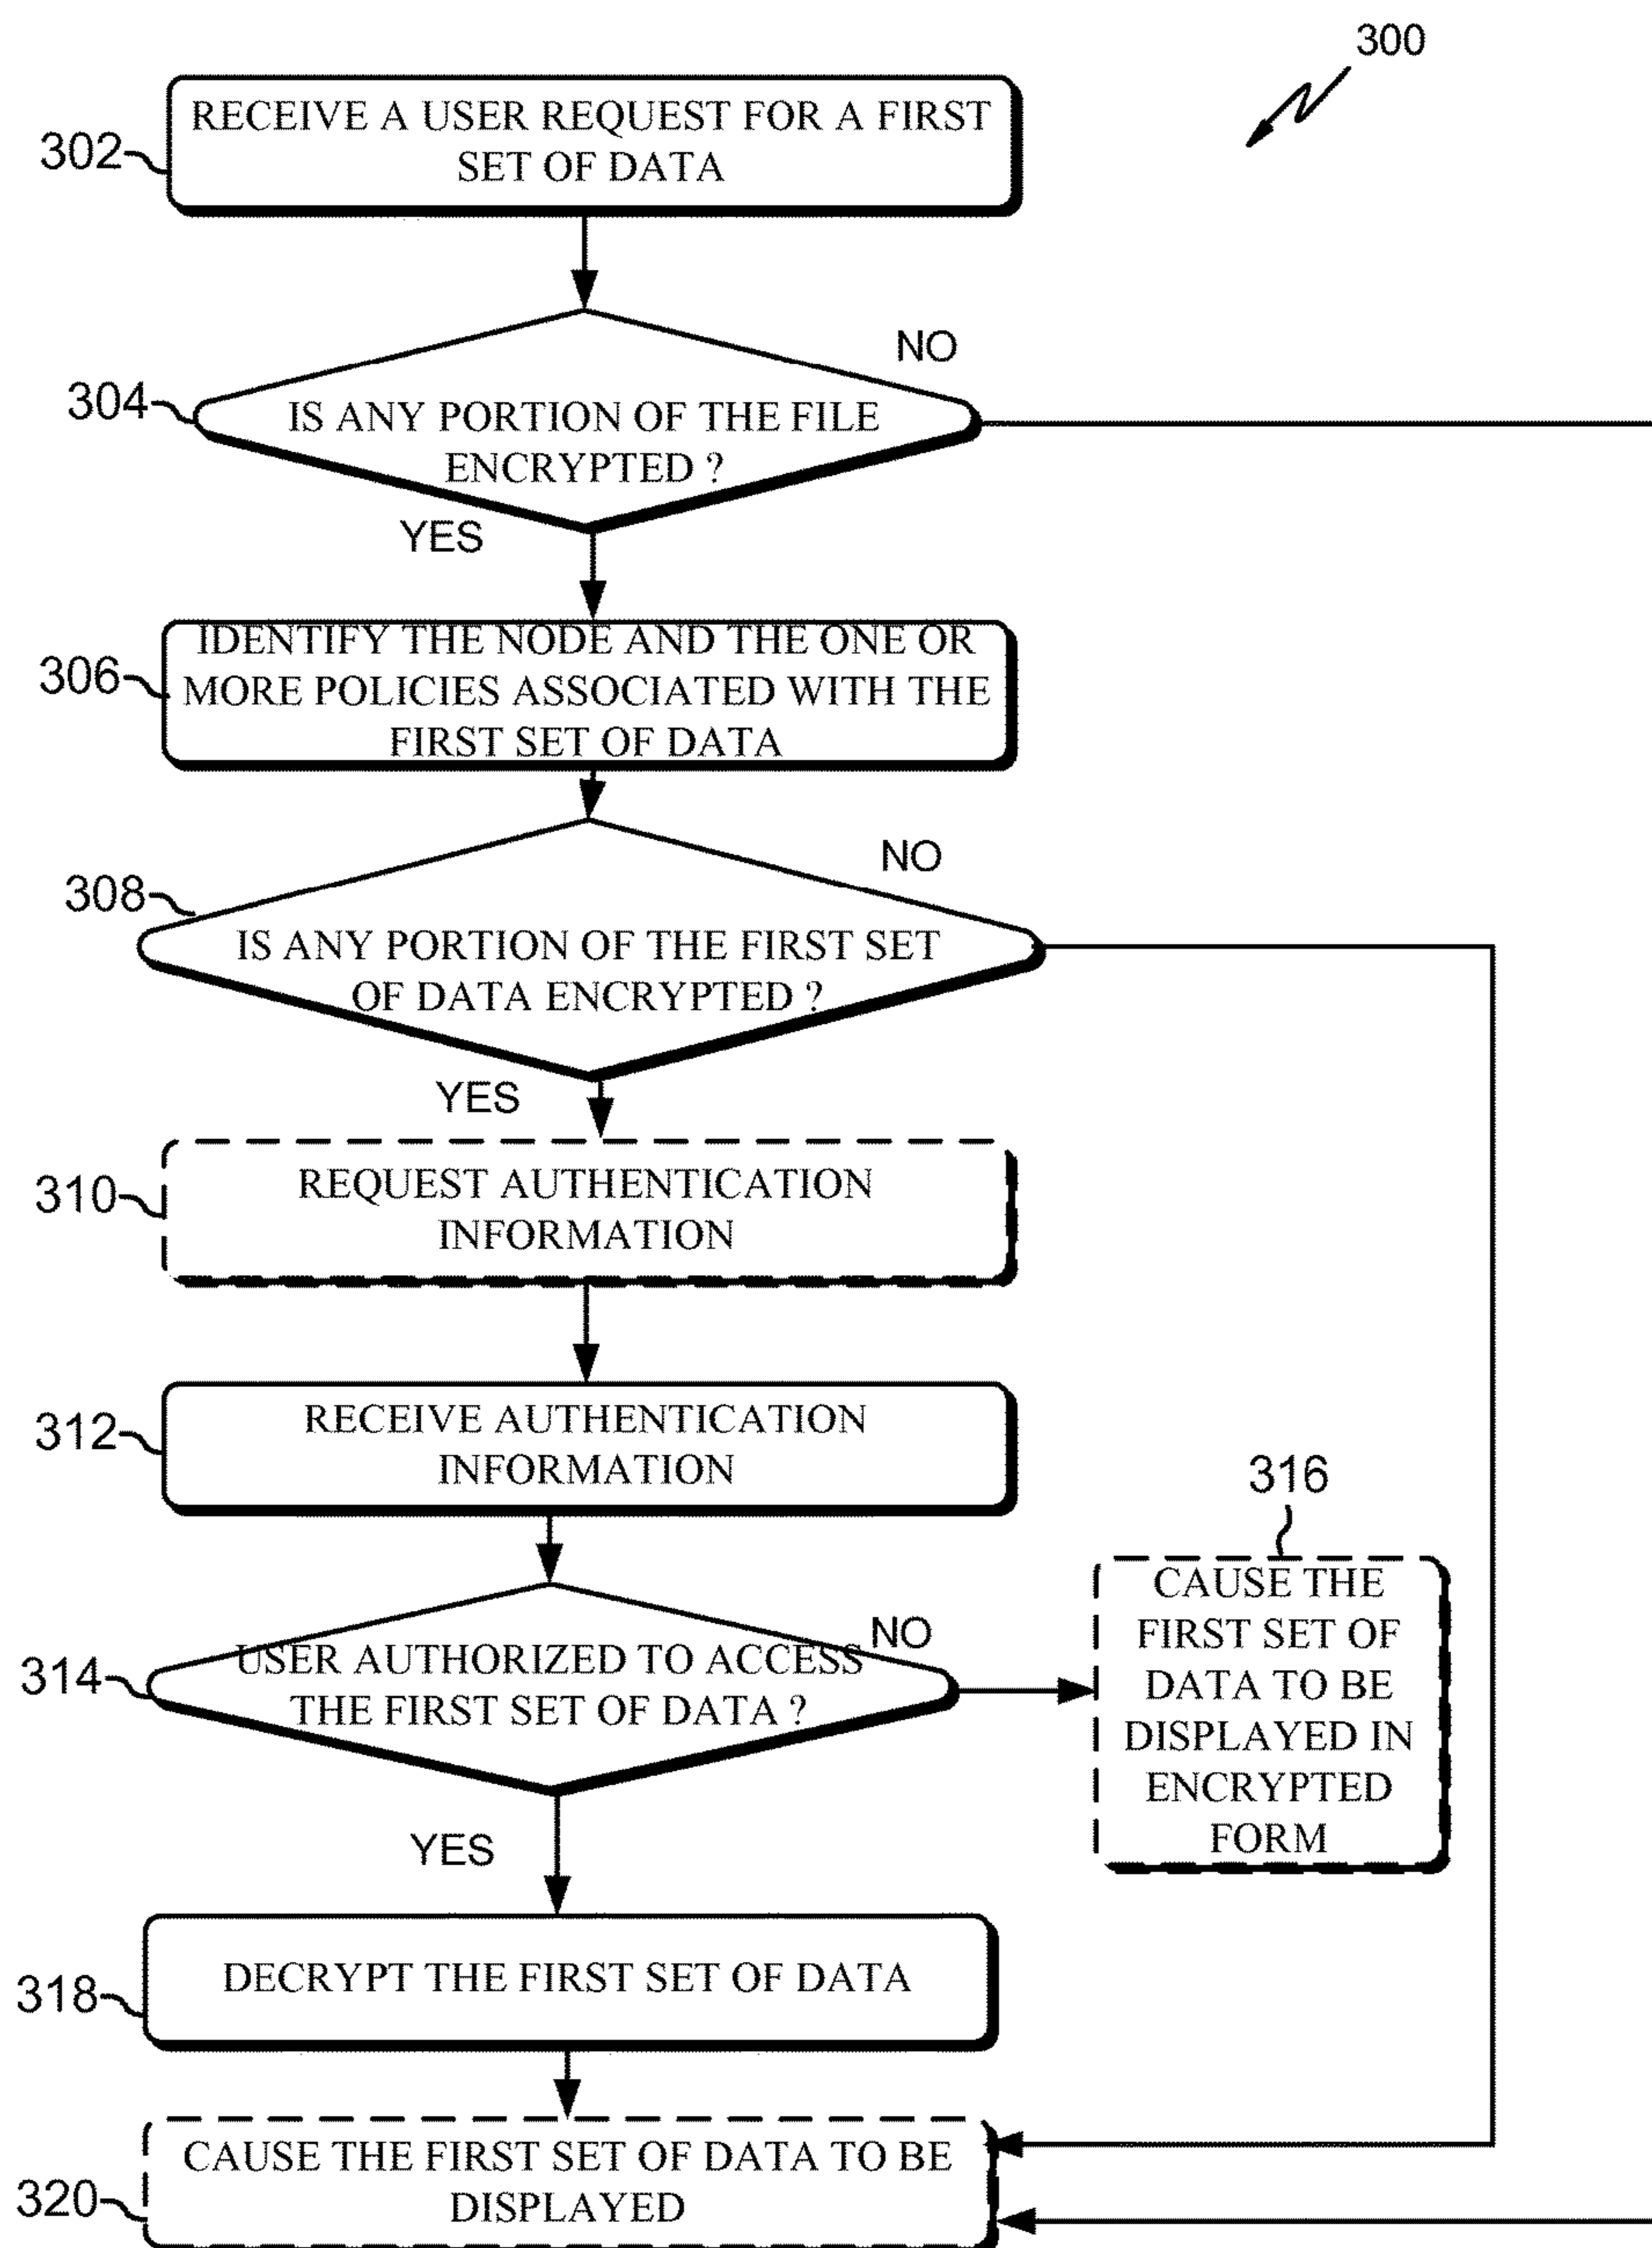 300
302
RECEIVE A USER REQUEST FOR A FIRST
SET OF DATA
304
NO
IS ANY PORTION OF THE FILE
ENCRYPTED ?
YES
306
IDENTIFY THE NODE AND THE ONE OR
MORE POLICIES ASSOCIATED WITH THE
FIRST SET OF DATA
308
NO
IS ANY PORTION OF THE FIRST SET
OF DATA ENCRYPTED ?
YES
310
REQUEST AUTHENTICATION
INFORMATION
312
RECEIVE AUTHENTICATION
INFORMATION
314
USER AUTHORIZED TO ACCESS
THE FIRST SET OF DATA ?
NO
316
CAUSE THE
FIRST SET OF
DATA TO BE
DISPLAYED IN
ENCRYPTED
FORM
YES
318
DECRYPT THE FIRST SET OF DATA
320
CAUSE THE FIRST SET OF DATA TO BE
DISPLAYED